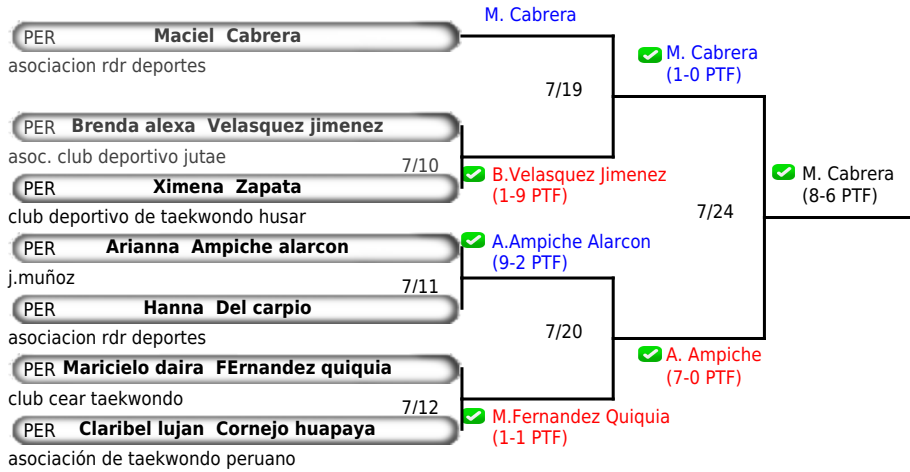 M. Cabrera
PER Maciel Cabrera
asociacion rdr deportes
M. Cabrera
(1-0 PTF)
7/19
PER Brenda alexa Velasquez jimenez
asoc. club deportivo jutae
7/10
PER Ximena Zapata
club deportivo de taekwondo husar
B.Velasquez Jimenez
(1-9 PTF)
M. Cabrera
(8-6 PTF)
7/24
PER Arianna Ampiche alarcon
j.muñoz
A.Ampiche Alarcon
(9-2 PTF)
7/11
PER Hanna Del carpio
asociacion rdr deportes
7/20
A. Ampiche
(7-0 PTF)
PER Maricielo daira FErnandez quiquia
club cear taekwondo
7/12
PER Claribel lujan Cornejo huapaya
asociación de taekwondo peruano
M.Fernandez Quiquia
(1-1 PTF)